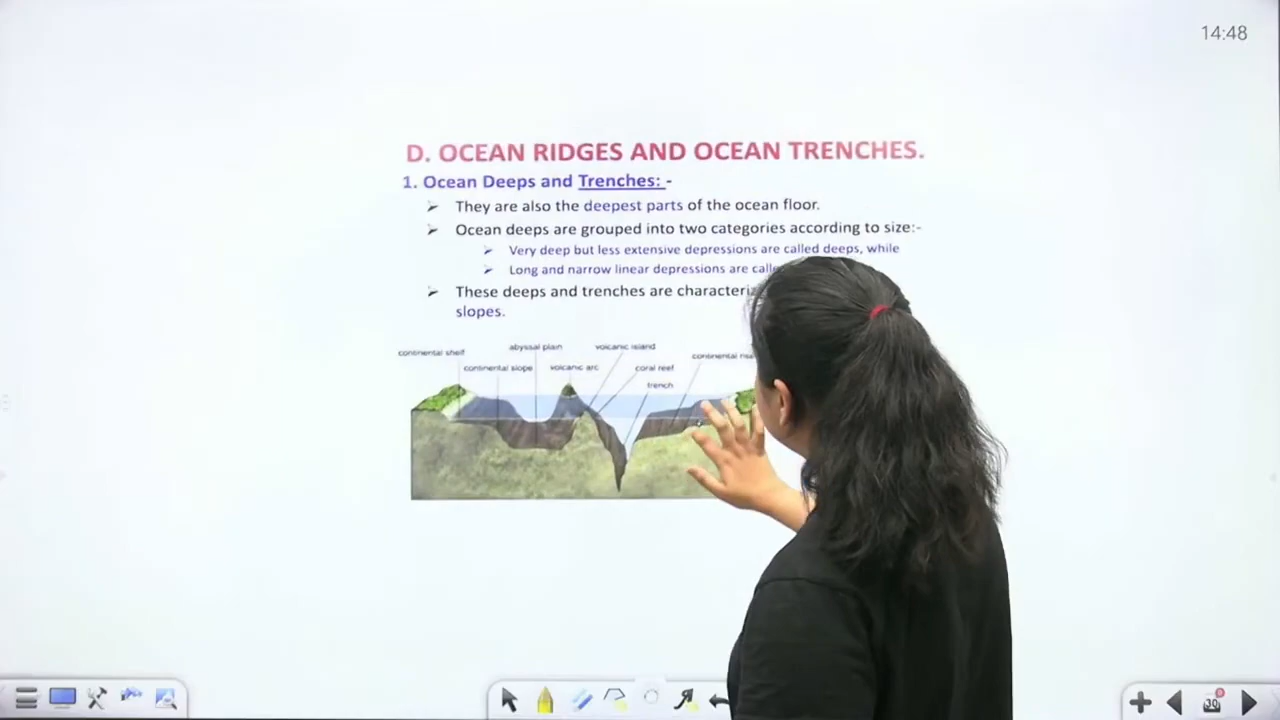 14:48
D. OCEAN RIDGES AND OCEAN TRENCHES.
1. Ocean Deeps and Trenches: -
They are also the deepest parts of the ocean floor.
Ocean deeps are grouped into two categories according to size:-
Very deep but less extensive depressions are called deeps, while
Long and narrow linear depressions are
These deeps and trenches are
slopes.
abyssal plain volcanic island
continental shelf continental
continental slope volcanic arc coral reef
trench
30